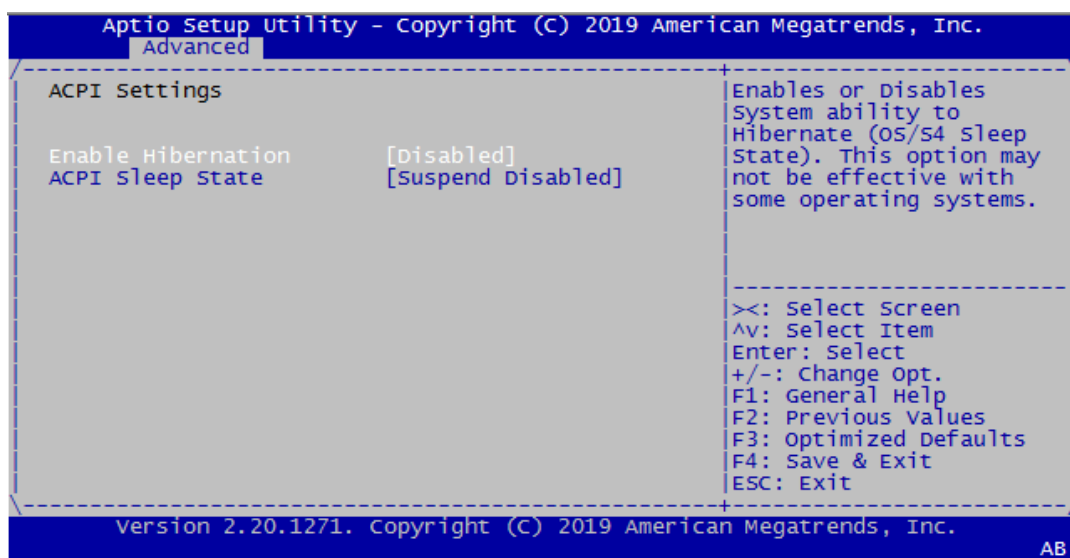 Aptio Setup Utility - Copyright (C) 2019 American Megatrends, Inc.
Advanced
ACPI Settings
Enable Hibernation [Disabled]
ACPI Sleep State [Suspend Disabled]
Enables or Disables
System ability to
Hibernate (OS/S4 Sleep
State). This option may
not be effective with
some operating systems.
><: Select Screen
^v: Select Item
Enter: Select
+/-: Change Opt.
F1: General Help
F2: Previous Values
F3: Optimized Defaults
F4: Save & Exit
ESC: Exit
Version 2.20.1271. Copyright (C) 2019 American Megatrends, Inc.
AB